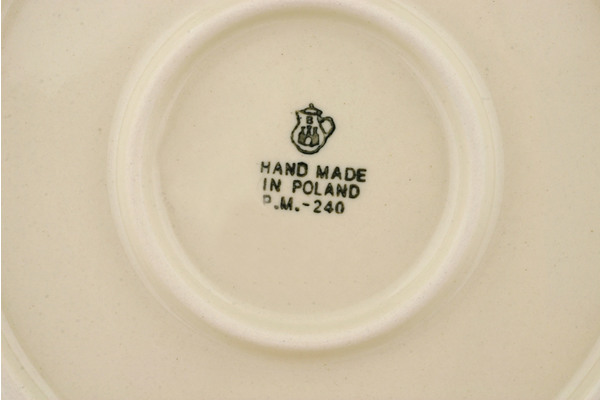 B
HAND MADE
IN POLAND
P.M.-240